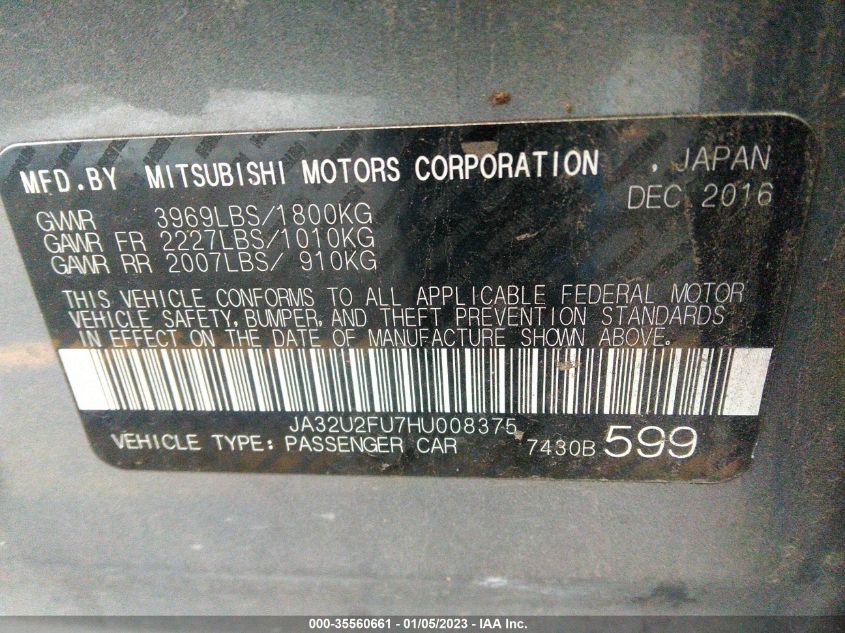 MFD.BY MITSUBISHI MOTORS CORPORATION , JAPAN
DEC 2016
GVWR 3969LBS/1800KG
GAWR FR 2227LBS/1010KG
GAWR RR 2007LBS/ 910KG
THIS VEHICLE CONFORMS TO ALL APPLICABLE FEDERAL MOTOR
VEHICLE SAFETY, BUMPER, AND THEFT PREVENTION STANDARDS
IN EFFECT ON THE DATE OF MANUFACTURE SHOWN ABOVE.
JA32U2FU7HU008375
VEHICLE TYPE: PASSENGER CAR 7430B 599
000-35560661 - 01/05/2023 - IAA Inc.